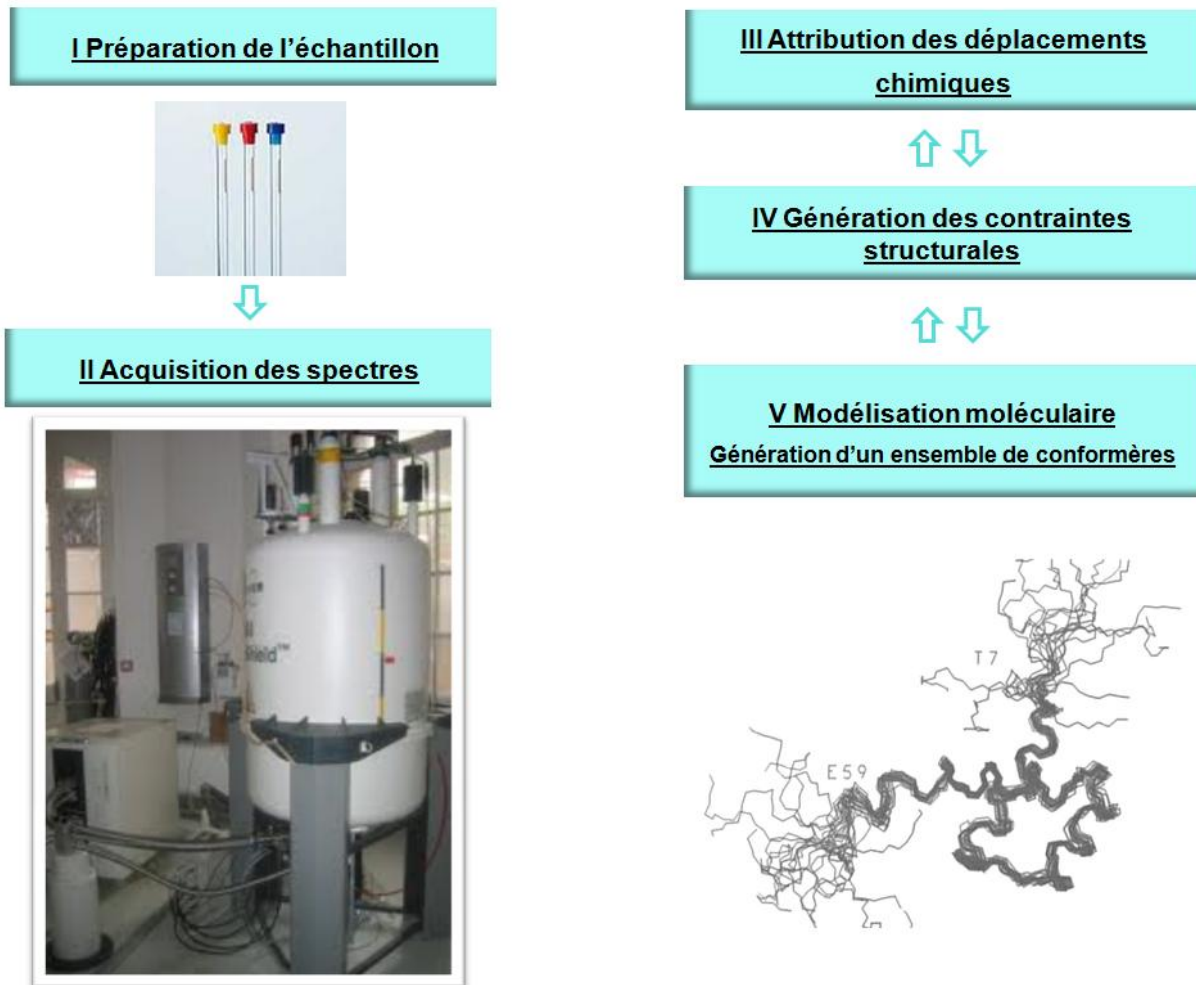 I Préparation de l'échantillon
II Acquisition des spectres
hield™
III Attribution des déplacements
chimiques
IV Génération des contraintes
structurales
V Modélisation moléculaire
Génération d'un ensemble de conformères
T7
E59